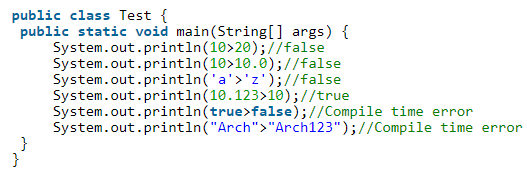 public class Test {
public static void main(String[] args) {
System.out.println(10>20);//false
System.out.println(10>10.0);//false
System.out.println('a'>'z');//false
System.out.println(10.123>10);//true
System.out.println(true>false);//Compile time error
System.out.println("Arch">"Arch123");//Compile time error
}
}